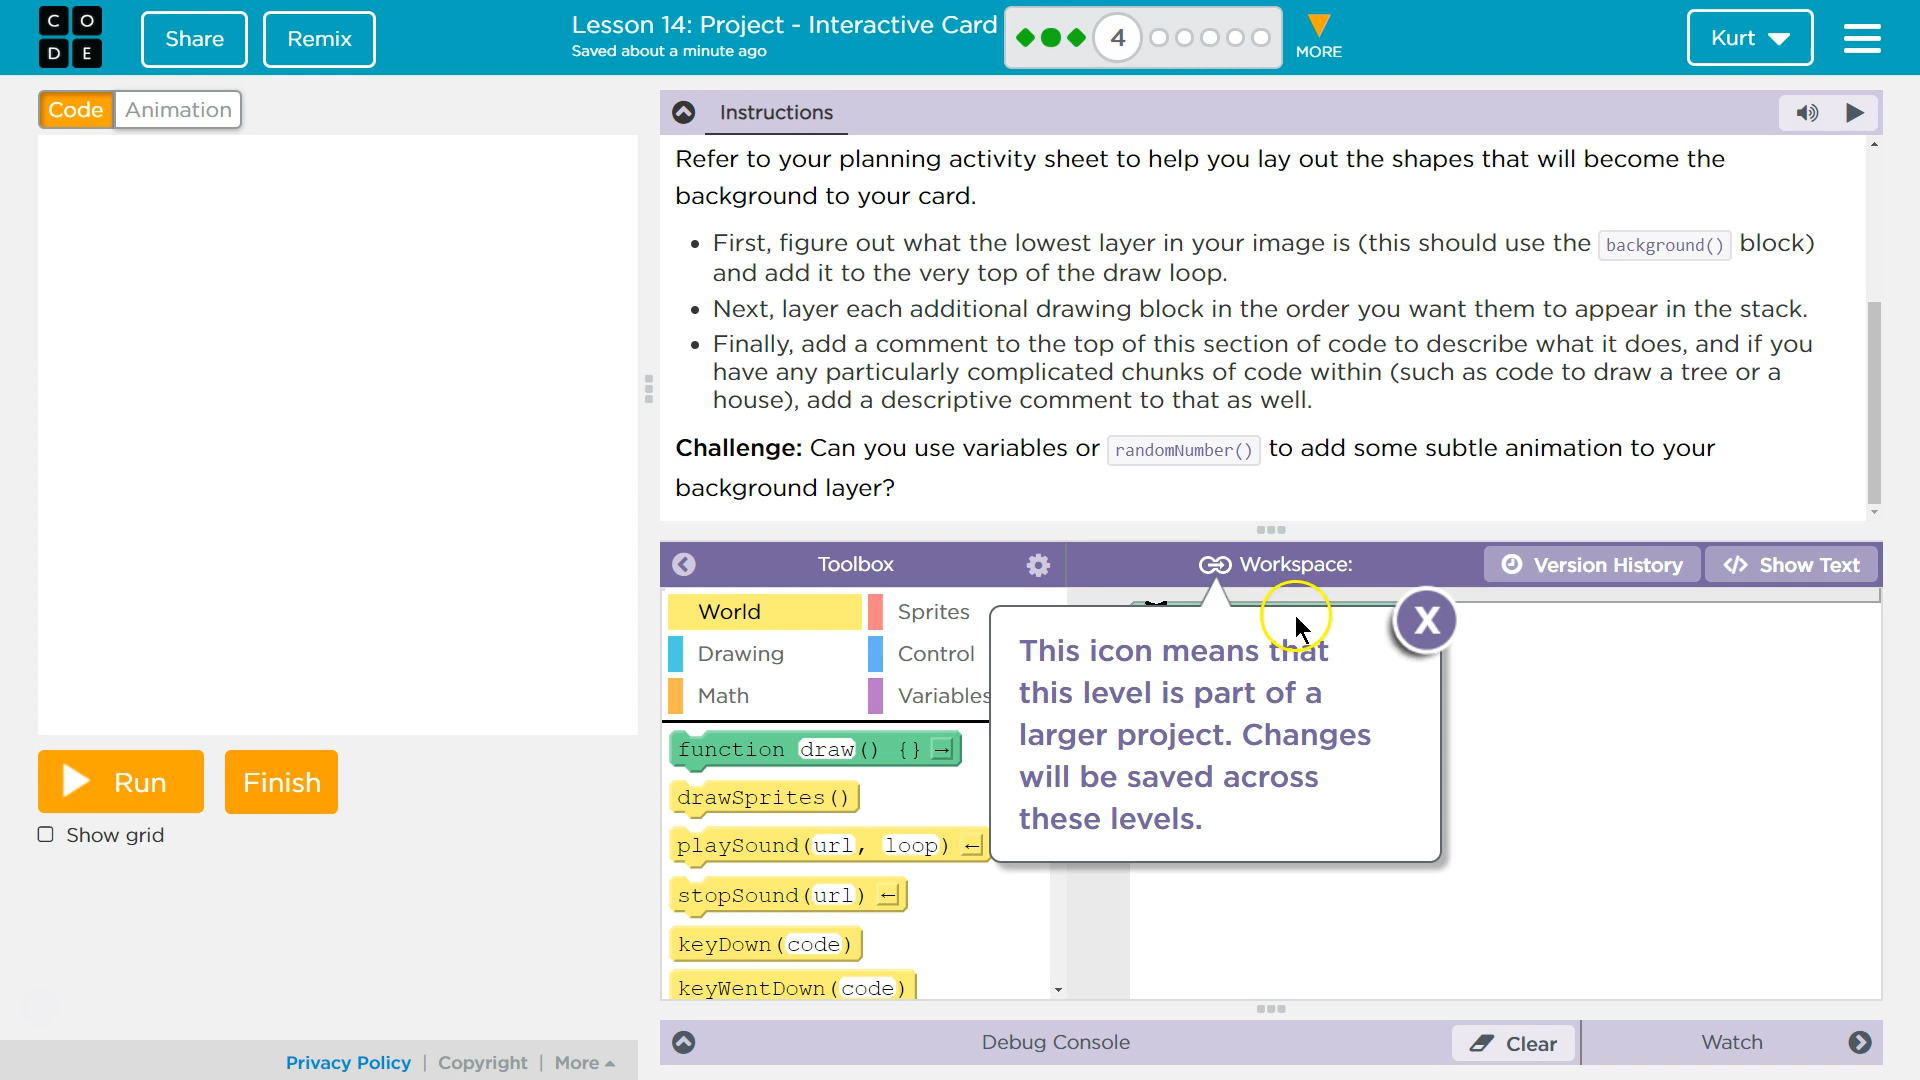 C O
D E
Share
Remix
Lesson 14: Project - Interactive Card
Saved about a minute ago
4
MORE
Kurt
Code
Animation
Instructions
Refer to your planning activity sheet to help you lay out the shapes that will become the
background to your card.
First, figure out what the lowest layer in your image is (this should use the background() block)
and add it to the very top of the draw loop.
Next, layer each additional drawing block in the order you want them to appear in the stack.
Finally, add a comment to the top of this section of code to describe what it does, and if you
have any particularly complicated chunks of code within (such as code to draw a tree or a
house), add a descriptive comment to that as well.
Challenge: Can you use variables or randomNumber() to add some subtle animation to your
background layer?
Toolbox
Workspace:
Version History
Show Text
World
Sprites
Drawing
Control
Math
Variables
function draw() {} →
drawSprites()
playSound(url, loop) ←
stopSound(url) ←
keyDown(code)
keyWentDown(code)
X
This icon means that
this level is part of a
larger project. Changes
will be saved across
these levels.
Run
Finish
Show grid
Debug Console
Clear
Watch
Privacy Policy | Copyright | More